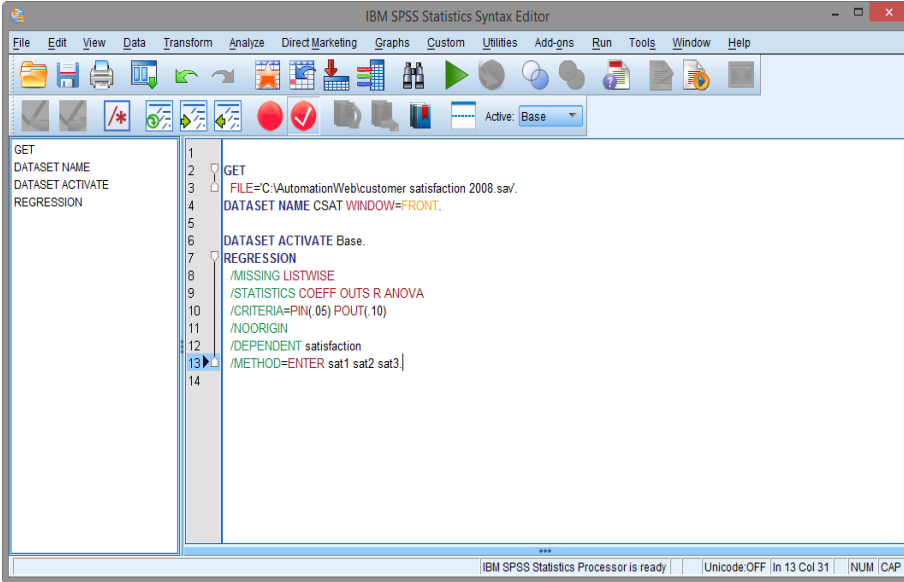 IBM SPSS Statistics Syntax Editor
File Edit View Data Transform Analyze Direct Marketing Graphs Custom Utilities Add-ons Run Tools Window Help
/* Active: Base
GET
DATASET NAME
DATASET ACTIVATE
REGRESSION
1
2 GET
3 FILE='C:\AutomationWeb\customer satisfaction 2008.sav'.
4 DATASET NAME CSAT WINDOW=FRONT.
5
6 DATASET ACTIVATE Base.
7 REGRESSION
8 /MISSING LISTWISE
9 /STATISTICS COEFF OUTS R ANOVA
10 /CRITERIA=PIN(.05) POUT(.10)
11 /NOORIGIN
12 /DEPENDENT satisfaction
13 /METHOD=ENTER sat1 sat2 sat3.
14
IBM SPSS Statistics Processor is ready Unicode:OFF In 13 Col 31 NUM CAP